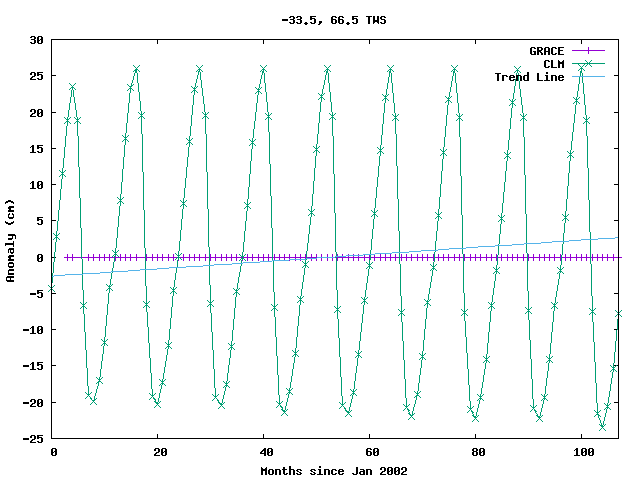 -33.5, 66.5 TWS
GRACE
CLM
Trend Line
30
25
20
15
10
5
0
-5
-10
-15
-20
-25
Anomaly (cm)
0 20 40 60 80 100
Months since Jan 2002